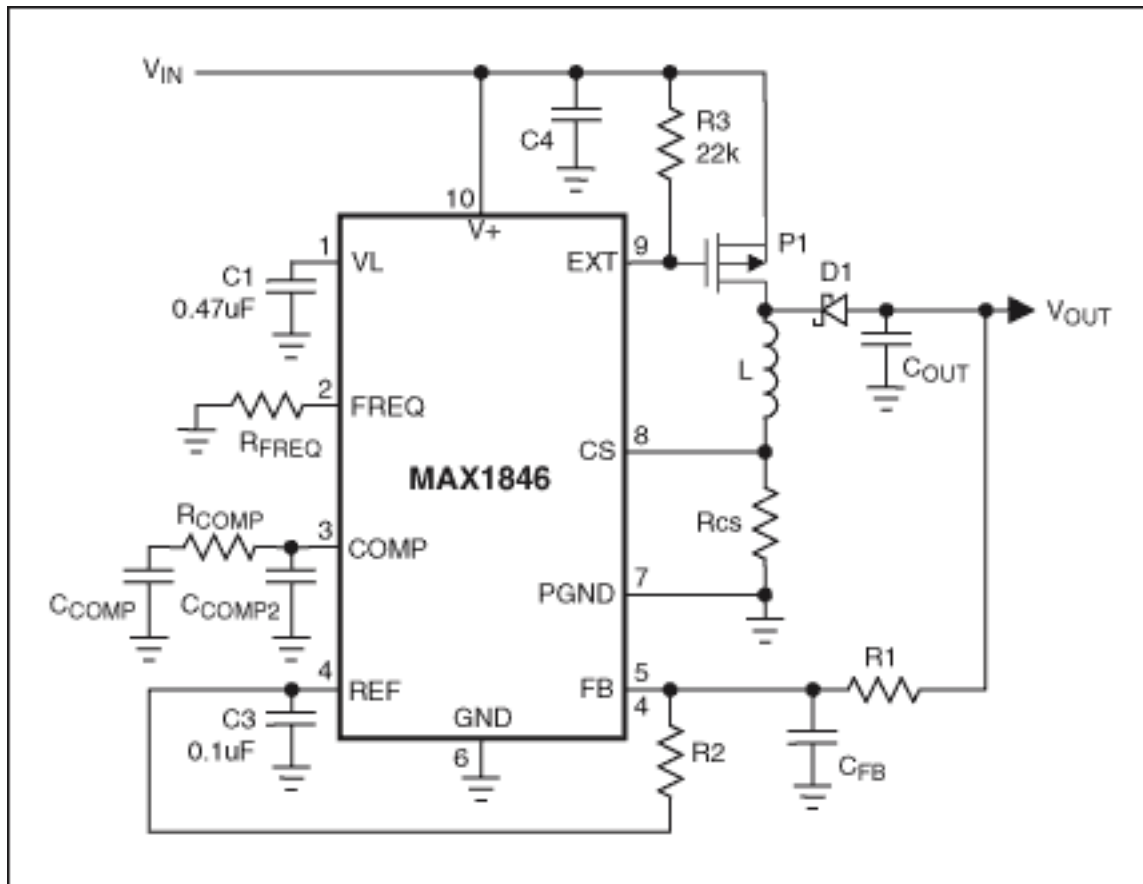 VIN
C4
R3
22k
10
V+
1
VL
C1
0.47uF
9
EXT
P1
D1
VOUT
COUT
L
2
FREQ
RFREQ
8
CS
MAX1846
Rcs
RCOMP
3
COMP
CCOMP
CCOMP2
7
PGND
4
REF
C3
0.1uF
GND
6
5
FB
4
R1
R2
CFB